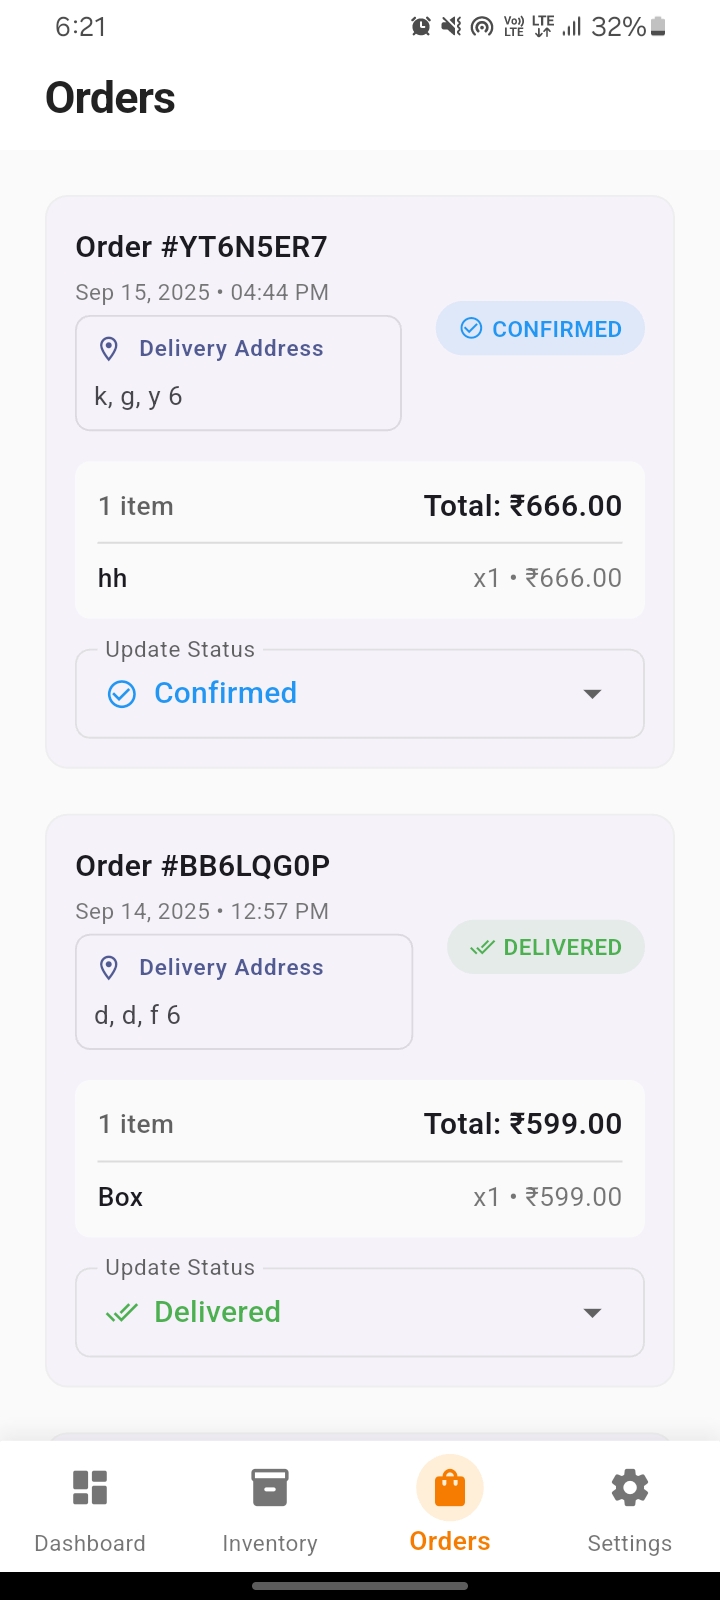 6:21 Vo)) LTE LTE 32%
Orders
Order #YT6N5ER7
Sep 15, 2025 • 04:44 PM
Delivery Address
k, g, y 6
CONFIRMED
1 item Total: ₹666.00
hh x1 • ₹666.00
Update Status
Confirmed
Order #BB6LQG0P
Sep 14, 2025 • 12:57 PM
Delivery Address
d, d, f 6
DELIVERED
1 item Total: ₹599.00
Box x1 • ₹599.00
Update Status
Delivered
Dashboard Inventory Orders Settings